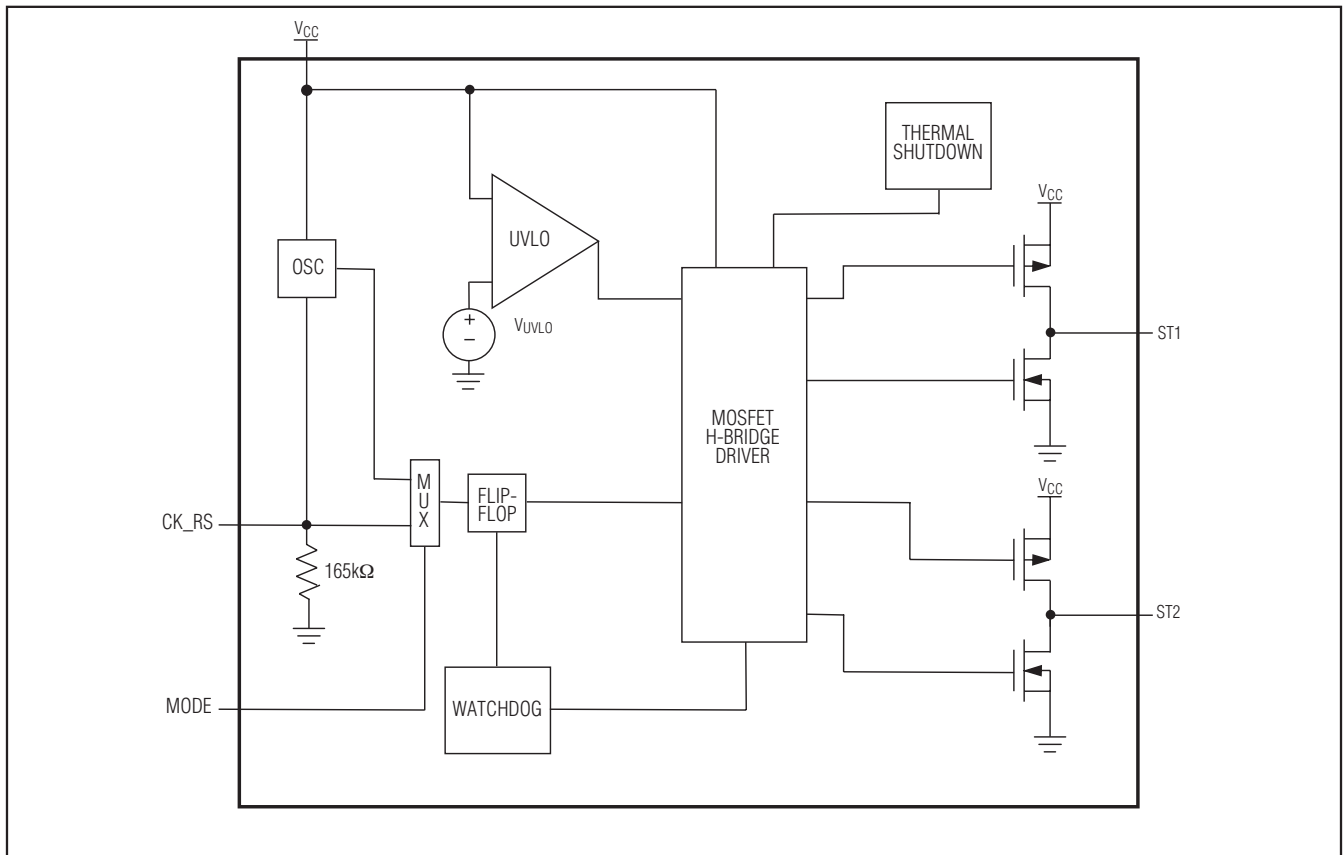 VCC
THERMAL
SHUTDOWN
VCC
UVLO
OSC
+
−
VUVLO
ST1
MOSFET
H-BRIDGE
DRIVER
M
U
X
FLIP-
FLOP
VCC
CK_RS
165kΩ
ST2
MODE
WATCHDOG